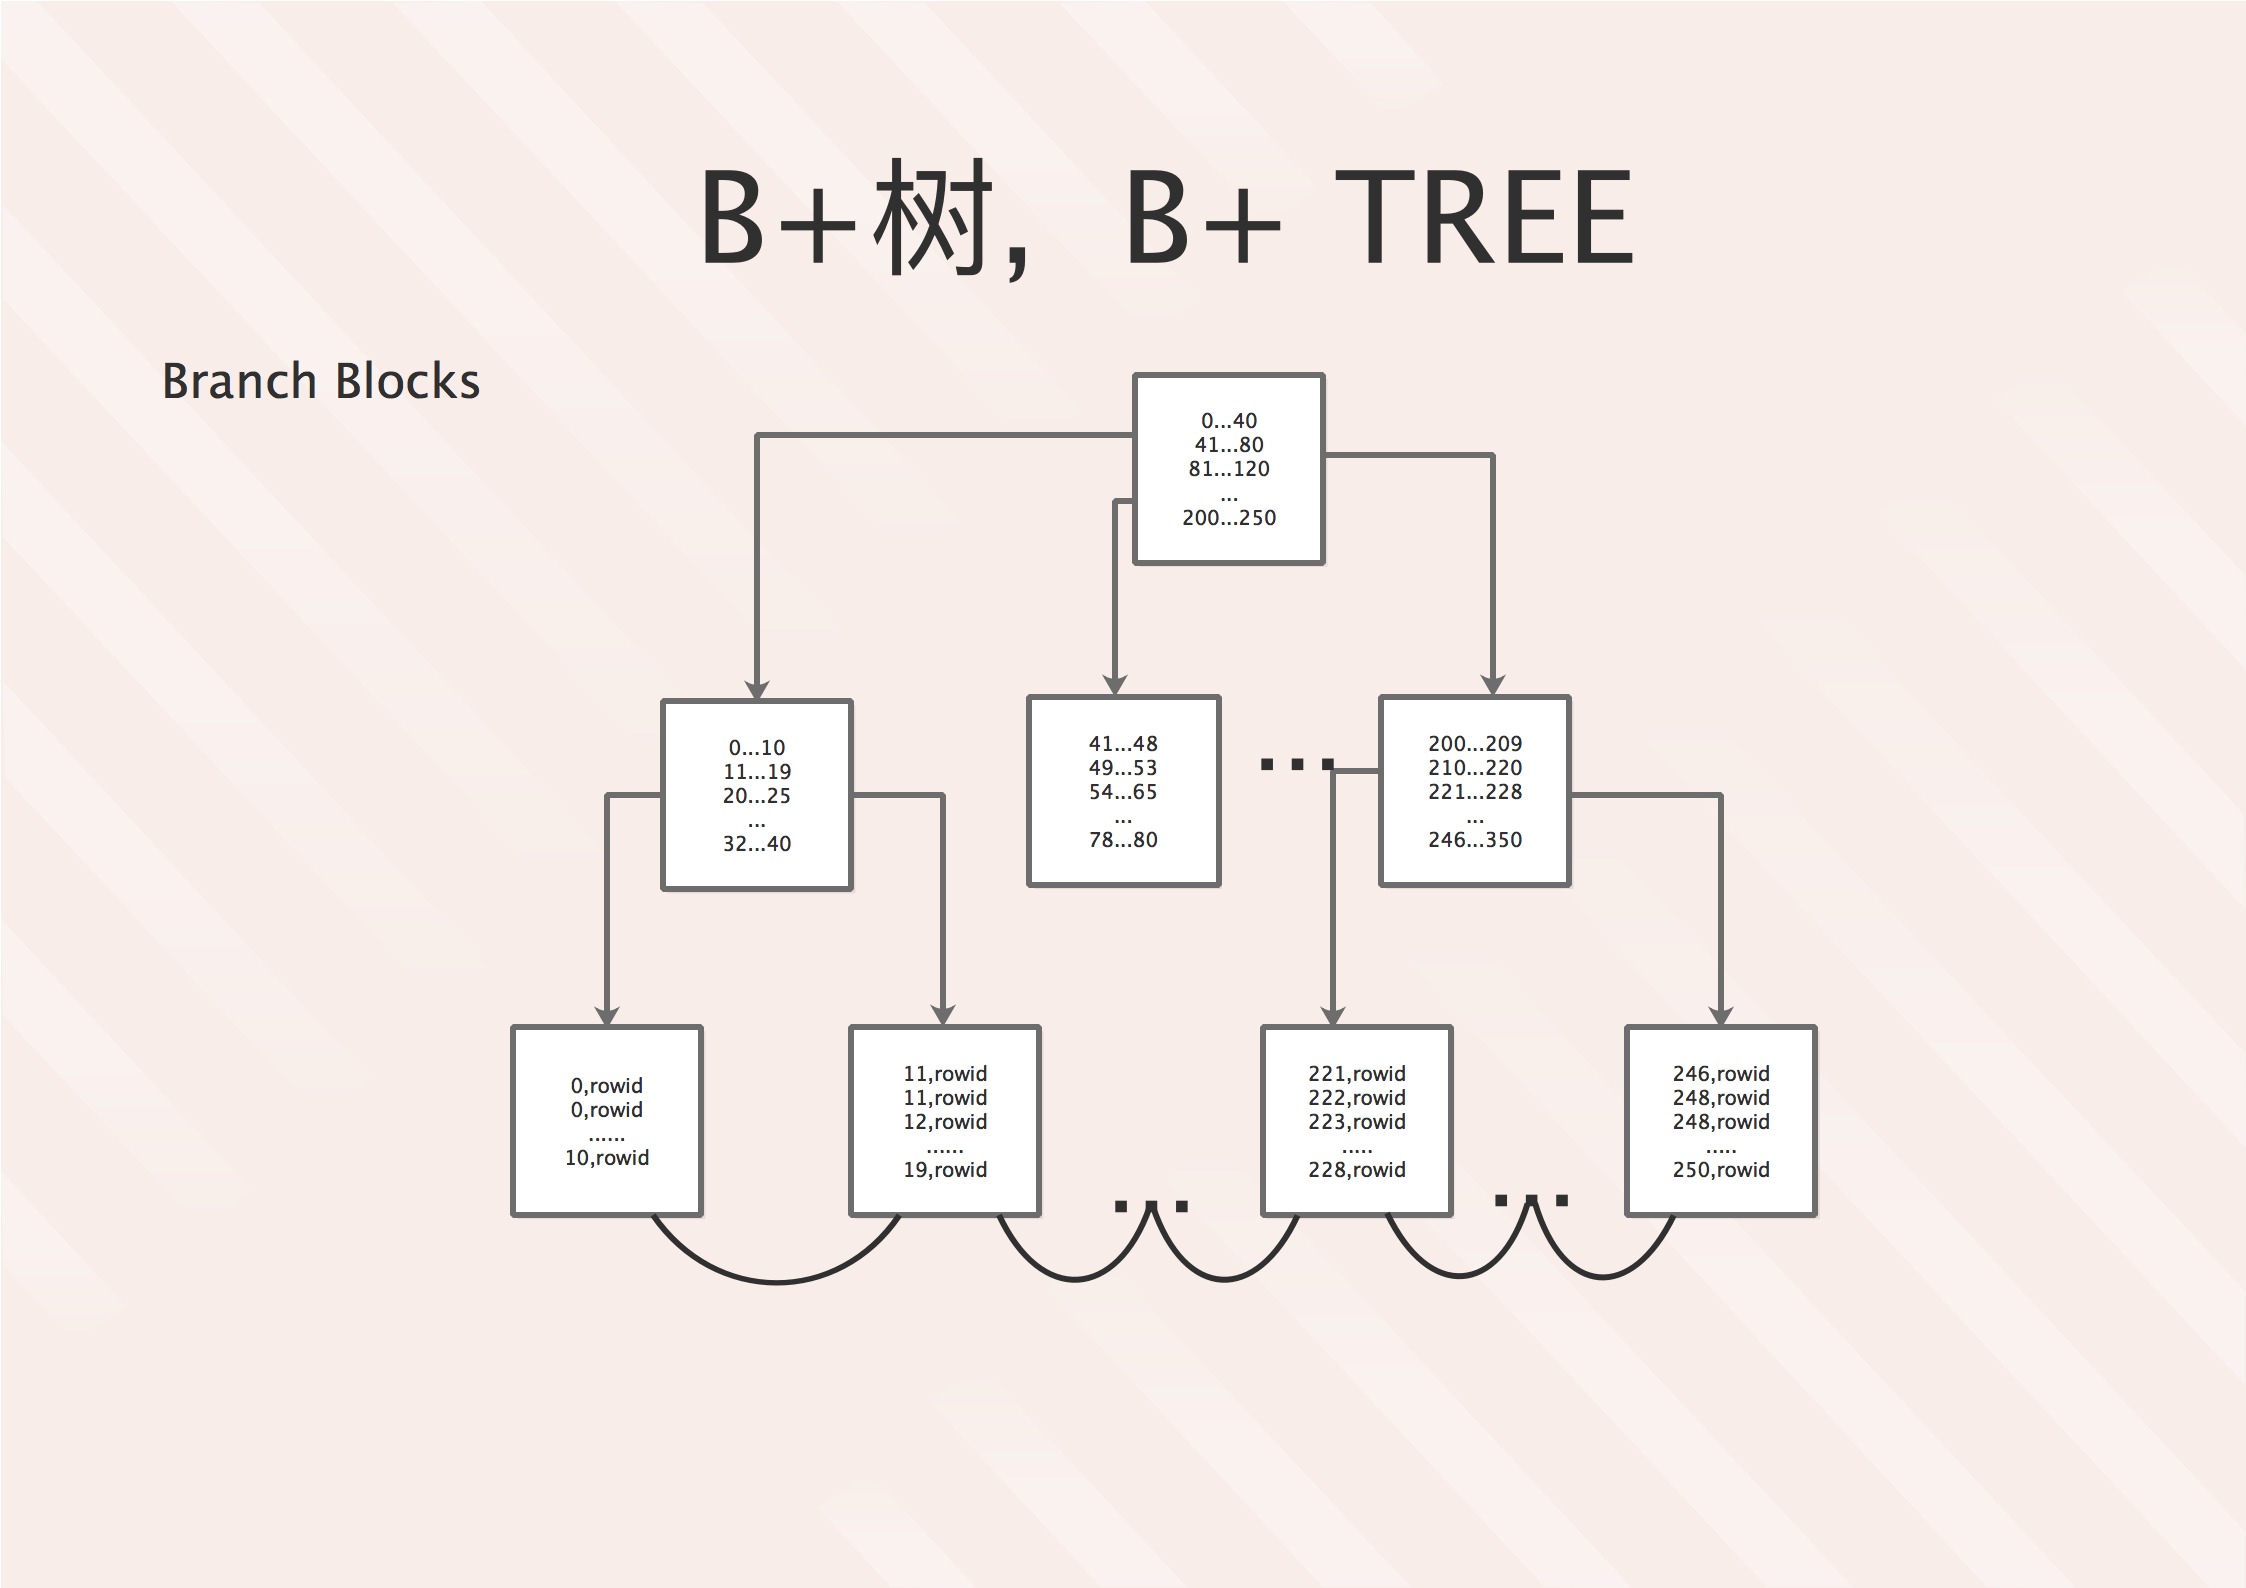 B+树，B+ TREE
Branch Blocks
0...40
41...80
81...120
...
200...250
0...10
11...19
20...25
...
32...40
41...48
49...53
54...65
...
78...80
...
200...209
210...220
221...228
...
246...350
0,rowid
0,rowid
......
10,rowid
11,rowid
11,rowid
12,rowid
......
19,rowid
...
221,rowid
222,rowid
223,rowid
.....
228,rowid
...
246,rowid
248,rowid
248,rowid
.....
250,rowid